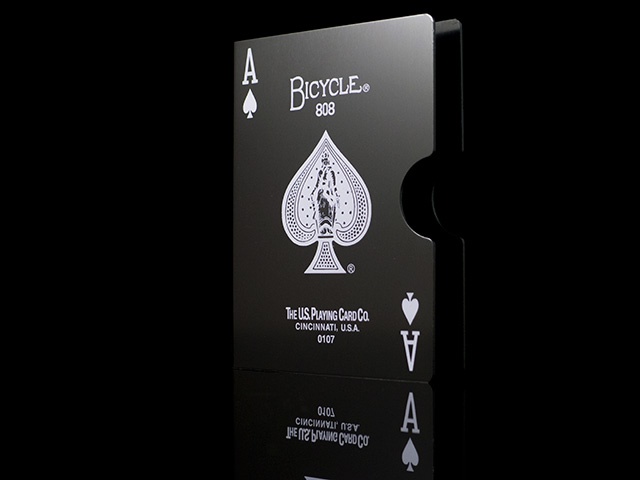 A
BICYCLE®
808
®
THE U.S. PLAYING CARD CO.
CINCINNATI, U.S.A.
0107
A